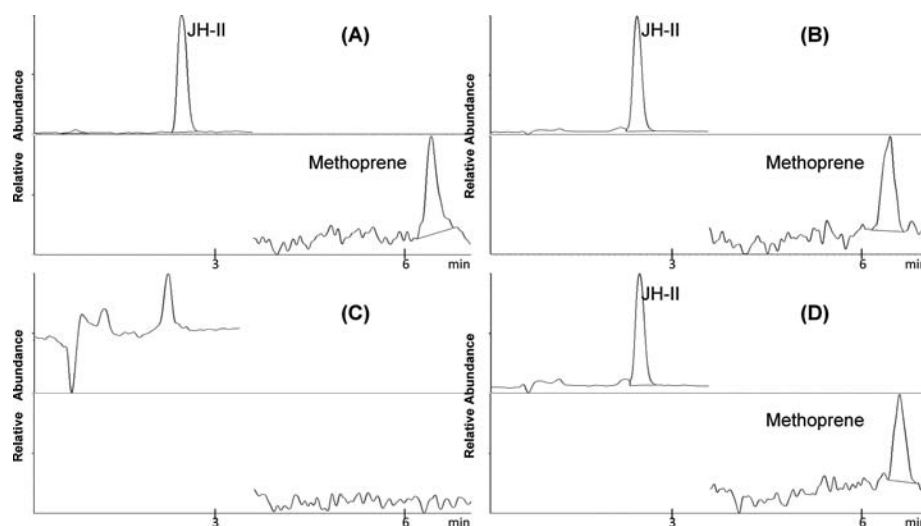 JH-II
(A)
Relative Abundance
Methoprene
3
6
min
JH-II
(B)
Relative Abundance
Methoprene
3
6
min
(C)
Relative Abundance
3
6
min
JH-II
(D)
Relative Abundance
Methoprene
3
6
min